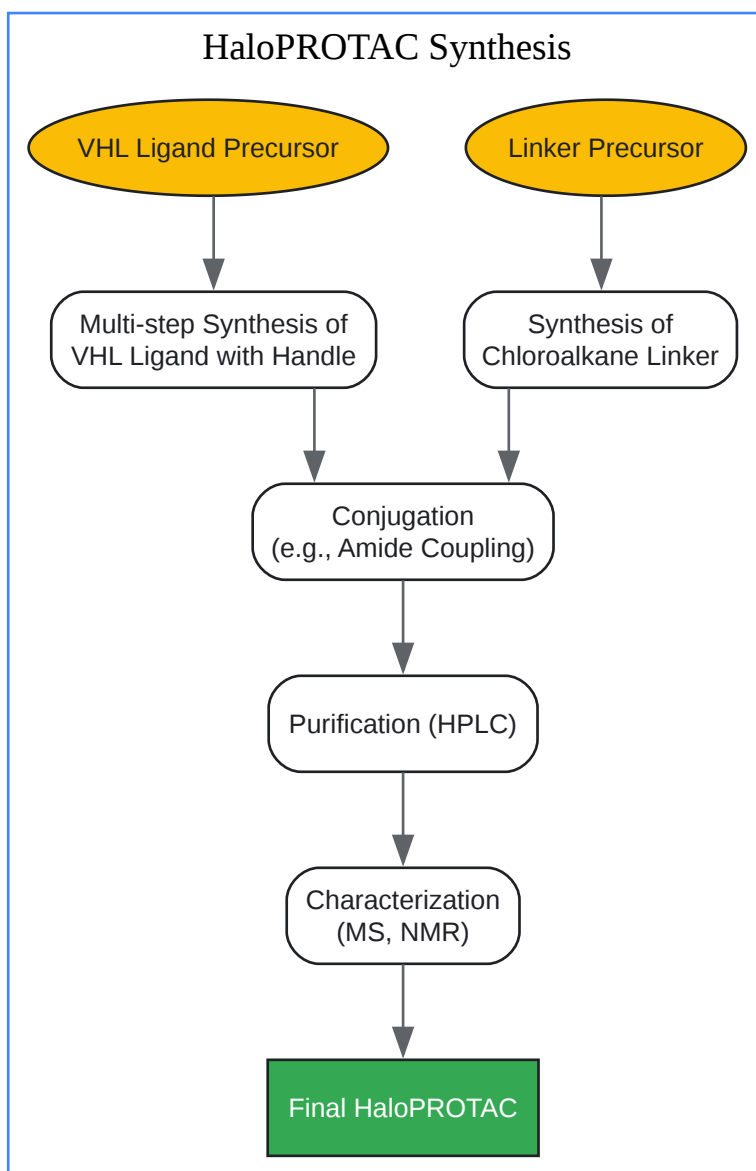 HaloPROTAC Synthesis
VHL Ligand Precursor
Linker Precursor
Multi-step Synthesis of
VHL Ligand with Handle
Synthesis of
Chloroalkane Linker
Conjugation
(e.g., Amide Coupling)
Purification (HPLC)
Characterization
(MS, NMR)
Final HaloPROTAC